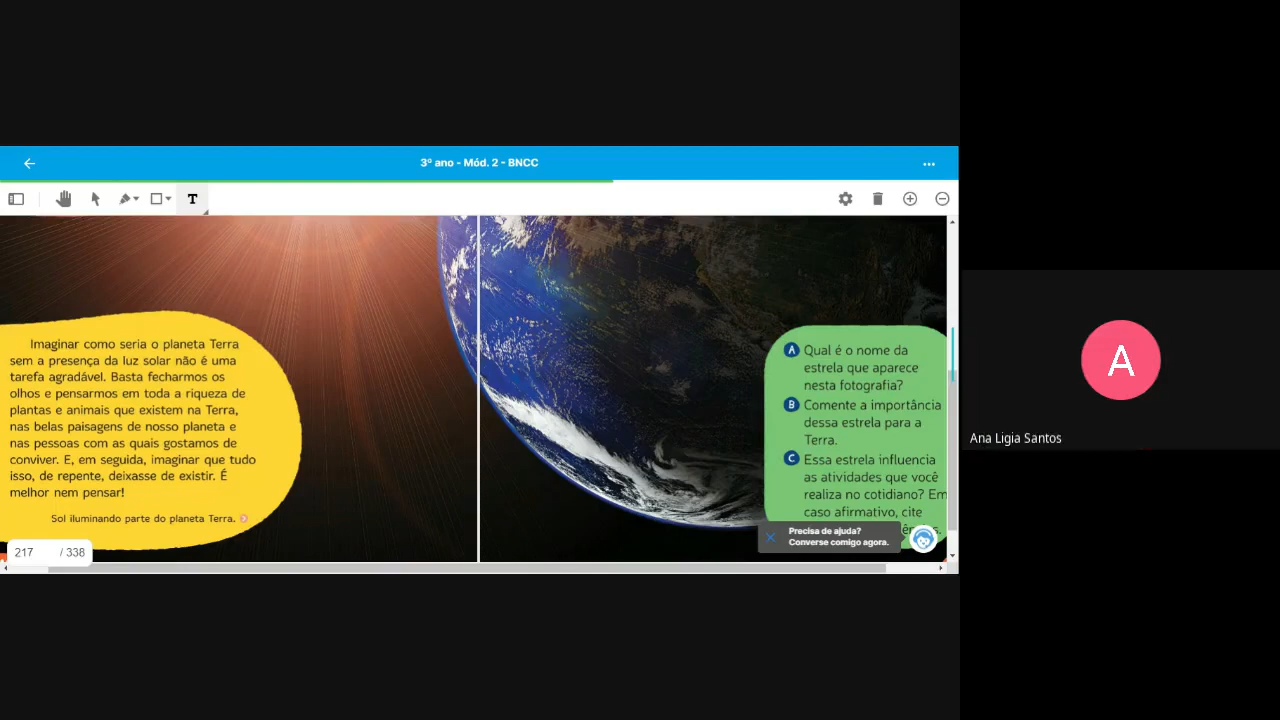 3º ano - Mód. 2 - BNCC
T
Imaginar como seria o planeta Terra
sem a presença da luz solar não é uma
tarefa agradável. Basta fecharmos os
olhos e pensarmos em toda a riqueza de
plantas e animais que existem na Terra,
nas belas paisagens de nosso planeta e
nas pessoas com as quais gostamos de
conviver. E, em seguida, imaginar que tudo
isso, de repente, deixasse de existir. É
melhor nem pensar!
Sol iluminando parte do planeta Terra.
A Qual é o nome da
estrela que aparece
nesta fotografia?
B Comente a importância
dessa estrela para a
Terra.
C Essa estrela influencia
as atividades que você
realiza no cotidiano? Em
caso afirmativo, cite
Precisa de ajuda?
Converse comigo agora.
217 / 338
A
Ana Ligia Santos